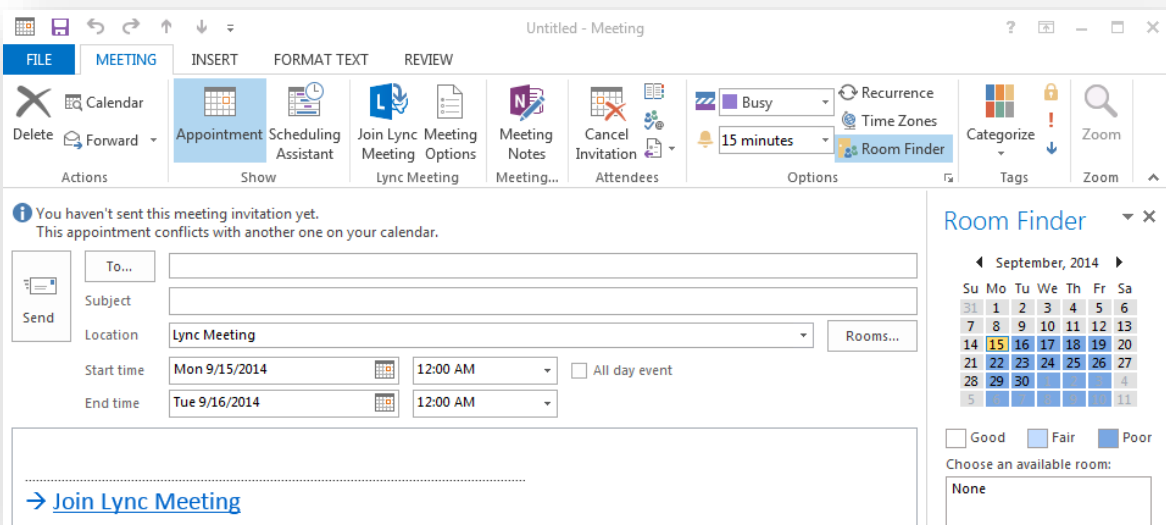 Untitled - Meeting
?
FILE MEETING INSERT FORMAT TEXT REVIEW
Delete
Calendar
Forward
Actions
Appointment
Scheduling
Assistant
Show
Join Lync
Meeting
Meeting
Options
Lync Meeting
Meeting
Notes
Meeting...
Cancel
Invitation
Attendees
Busy
15 minutes
Recurrence
Time Zones
Room Finder
Options
Categorize
Tags
Zoom
Zoom
You haven't sent this meeting invitation yet.
This appointment conflicts with another one on your calendar.
Send
To...
Subject
Location Lync Meeting Rooms...
Start time Mon 9/15/2014 12:00 AM All day event
End time Tue 9/16/2014 12:00 AM
→ Join Lync Meeting
Room Finder
September, 2014
Su Mo Tu We Th Fr Sa
31 1 2 3 4 5 6
7 8 9 10 11 12 13
14 15 16 17 18 19 20
21 22 23 24 25 26 27
28 29 30 1 2 3 4
5 6 7 8 9 10 11
Good Fair Poor
Choose an available room:
None